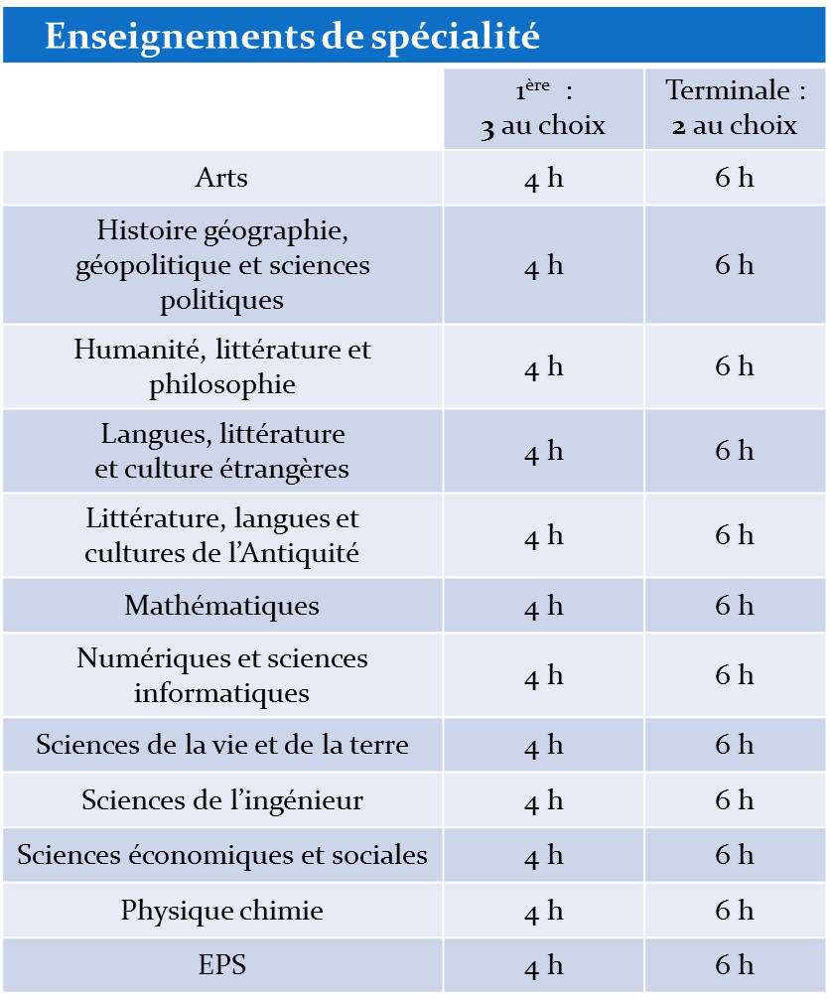 Enseignements de spécialité
1ère :
3 au choix
Terminale :
2 au choix
Arts 4 h 6 h
Histoire géographie,
géopolitique et sciences
politiques
4 h 6 h
Humanité, littérature et
philosophie
4 h 6 h
Langues, littérature
et culture étrangères
4 h 6 h
Littérature, langues et
cultures de l’Antiquité
4 h 6 h
Mathématiques 4 h 6 h
Numériques et sciences
informatiques
4 h 6 h
Sciences de la vie et de la terre 4 h 6 h
Sciences de l’ingénieur 4 h 6 h
Sciences économiques et sociales 4 h 6 h
Physique chimie 4 h 6 h
EPS 4 h 6 h